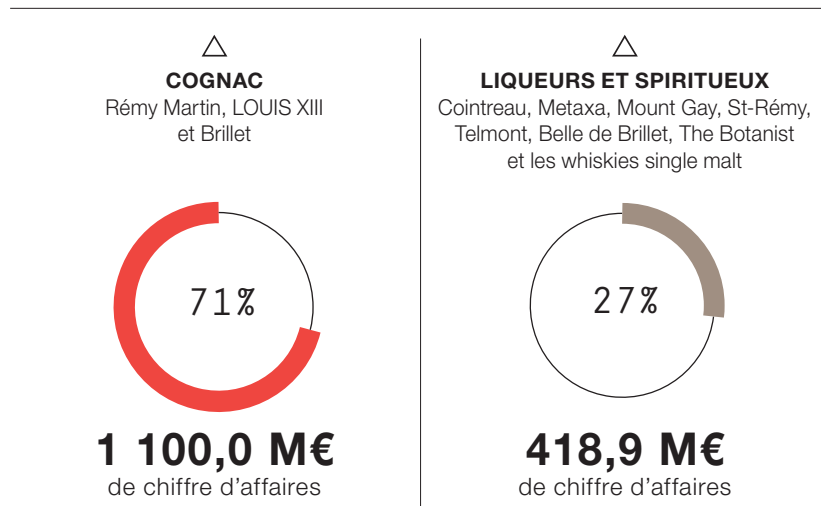 COGNAC
Rémy Martin, LOUIS XIII
et Brillet
71%
1 100,0 M€
de chiffre d'affaires
LIQUEURS ET SPIRITUEUX
Cointreau, Metaxa, Mount Gay, St-Rémy,
Telmont, Belle de Brillet, The Botanist
et les whiskies single malt
27%
418,9 M€
de chiffre d'affaires